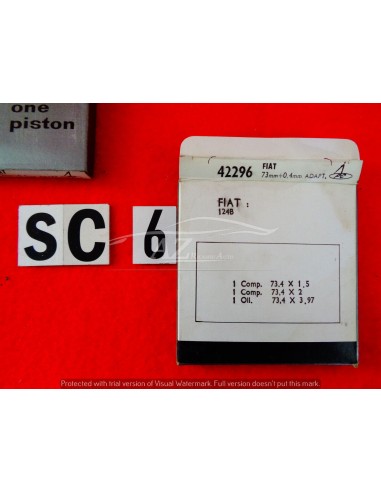 one
piston
42296 FIAT
73mm+0,4mm ADAPT.
FIAT :
124B
1 Comp. 73.4 X 1,5
1 Comp. 73,4 X 2
1 Oil. 73,4 X 3,97
SC 6
Protected with trial version of Visual Watermark. Full version doesn't put this mark.